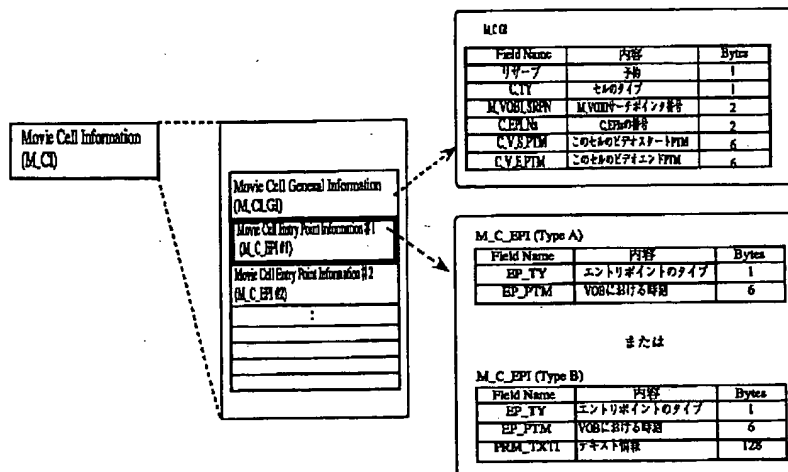 Movie Cell Information
(M_CI)
Movie Cell General Information
(M_CI_GI)
Movie Cell Entry Point Information #1
(M_C_EPI #1)
Movie Cell Entry Point Information #2
(M_C_EPI #2)
:
Field Name 内容 Bytes
リザーブ 予約 1
C_TY セルのタイプ 1
M_VOBI_SRPN M_VOBIサーチポインタ番号 2
C_EPI_Ns C_EPIsの番号 2
C_V_S_PTM このセルのビデオスタートPTM 6
C_V_E_PTM このセルのビデオエンドPTM 6
M_C_EPI (Type A)
Field Name 内容 Bytes
EP_TY エントリポイントのタイプ 1
EP_PTM VOBにおける時刻 6
または
M_C_EPI (Type B)
Field Name 内容 Bytes
EP_TY エントリポイントのタイプ 1
EP_PTM VOBにおける時刻 6
PRM_TXTI テキスト情報 128